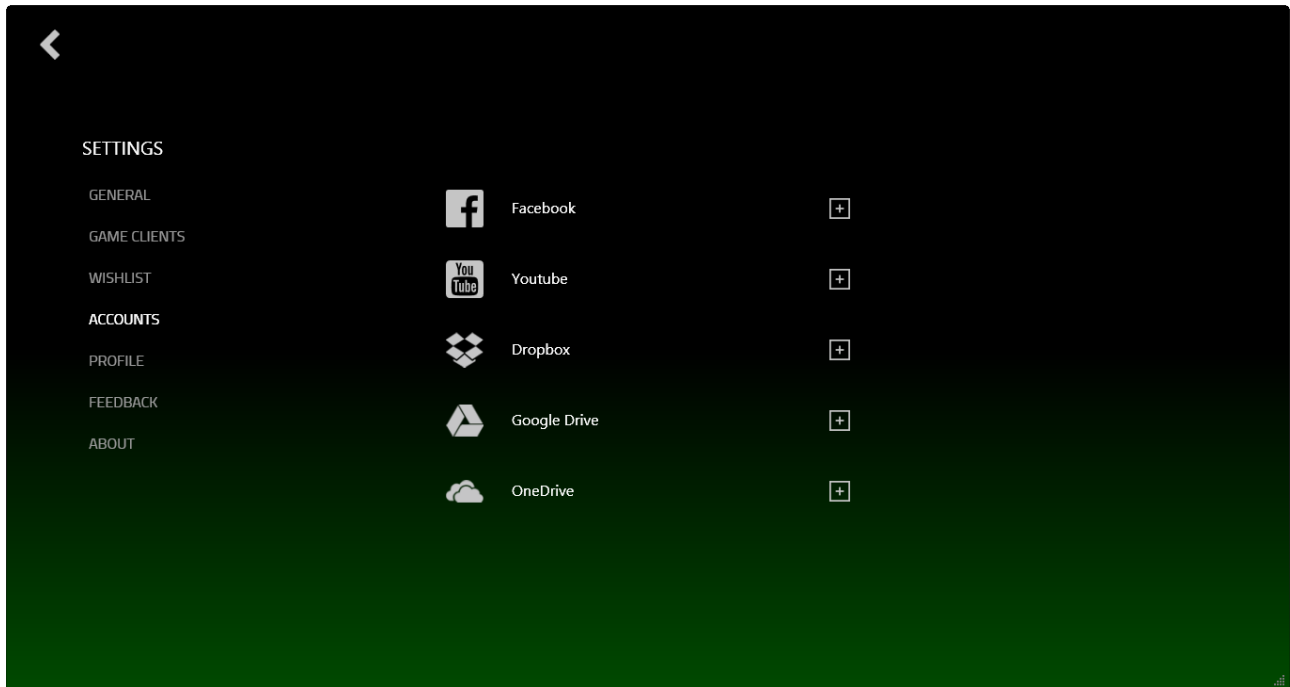 SETTINGS
GENERAL
GAME CLIENTS
WISHLIST
ACCOUNTS
PROFILE
FEEDBACK
ABOUT
Facebook
You
Tube
Youtube
Dropbox
Google Drive
OneDrive